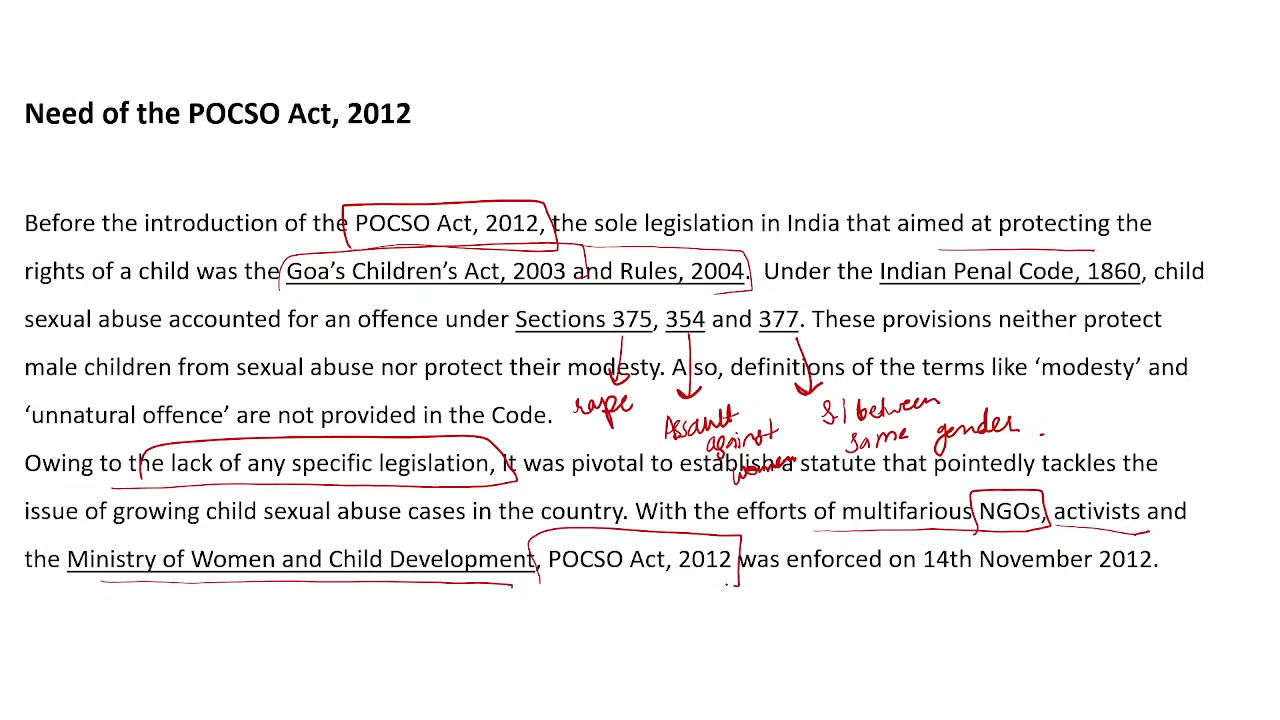 Need of the POCSO Act, 2012
Before the introduction of the POCSO Act, 2012, the sole legislation in India that aimed at protecting the
rights of a child was the Goa's Children's Act, 2003 and Rules, 2004. Under the Indian Penal Code, 1860, child
sexual abuse accounted for an offence under Sections 375, 354 and 377. These provisions neither protect
male children from sexual abuse nor protect their modesty. Also, definitions of the terms like 'modesty' and
'unnatural offence' are not provided in the Code.
rape
Assault
against
women
S/I between
same gender.
Owing to the lack of any specific legislation, it was pivotal to establish a statute that pointedly tackles the
issue of growing child sexual abuse cases in the country. With the efforts of multifarious NGOs, activists and
the Ministry of Women and Child Development, POCSO Act, 2012 was enforced on 14th November 2012.